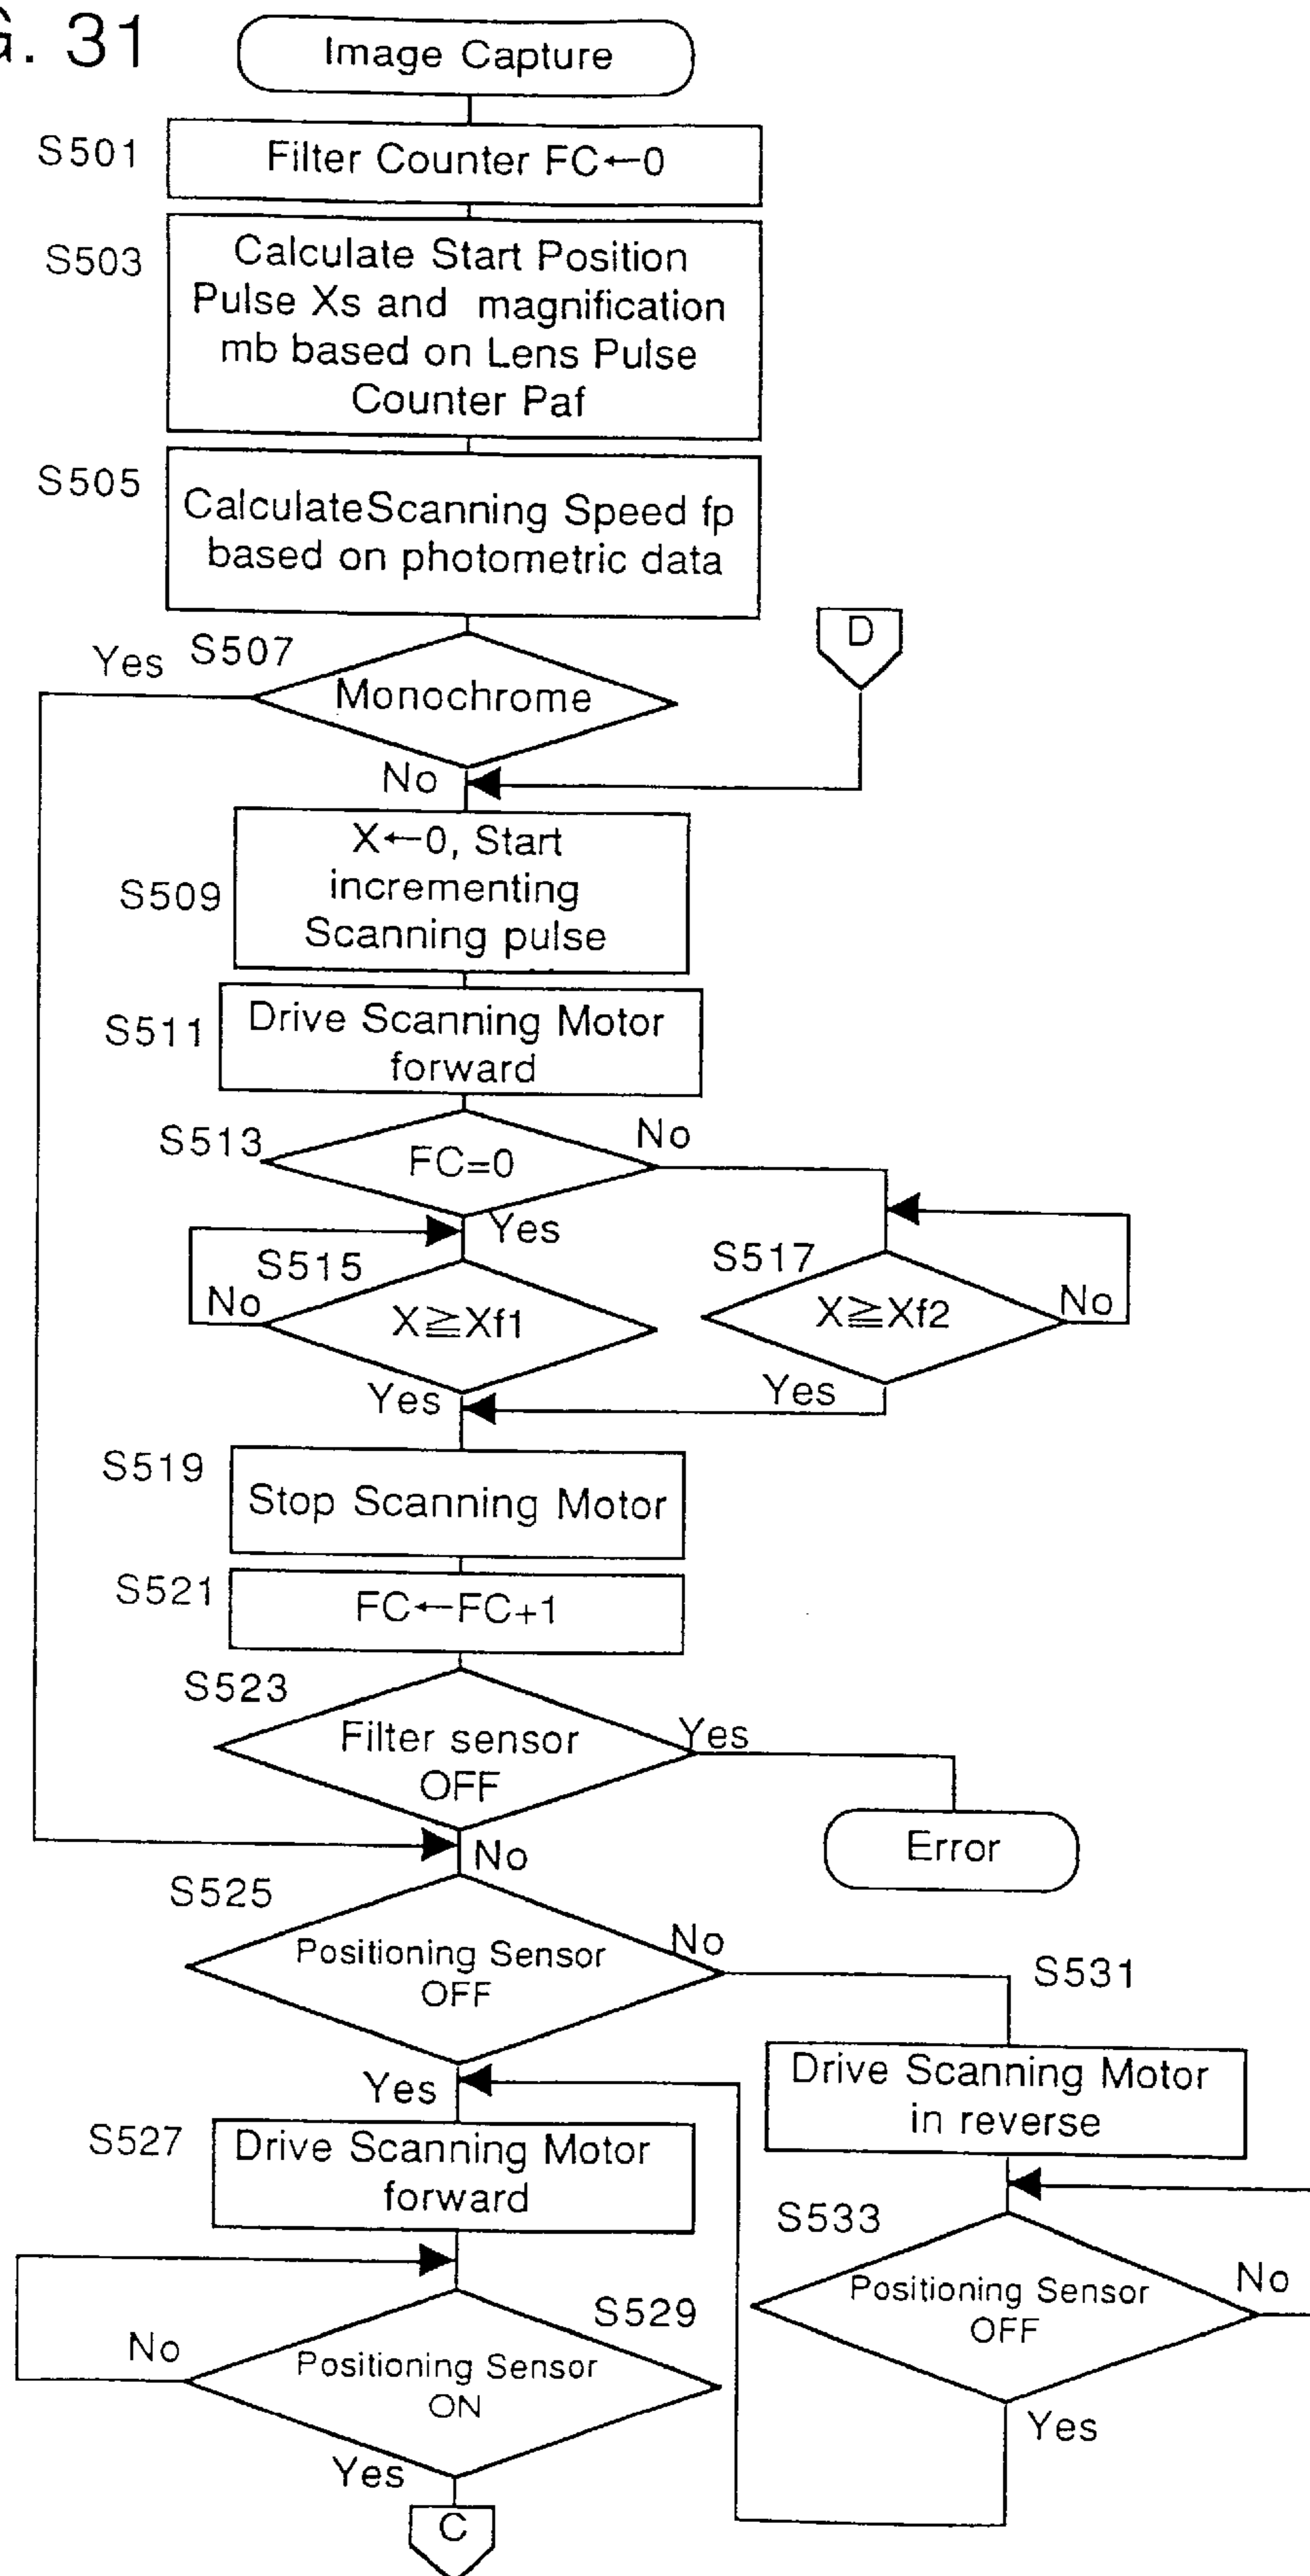 G. 31
Image Capture
S501
Filter Counter FC←0
S503
Calculate Start Position
Pulse Xs and magnification
mb based on Lens Pulse
Counter Paf
S505
CalculateScanning Speed fp
based on photometric data
S507
Yes
Monochrome
No
D
S509
X←0, Start
incrementing
Scanning pulse
S511
Drive Scanning Motor
forward
S513
FC=0
No
Yes
S515
No
X≧Xf1
Yes
S517
X≧Xf2
No
Yes
S519
Stop Scanning Motor
S521
FC←FC+1
S523
Filter sensor
OFF
Yes
Error
No
S525
Positioning Sensor
OFF
No
Yes
S531
Drive Scanning Motor
in reverse
S527
Drive Scanning Motor
forward
S533
Positioning Sensor
OFF
No
Yes
S529
No
Positioning Sensor
ON
Yes
C